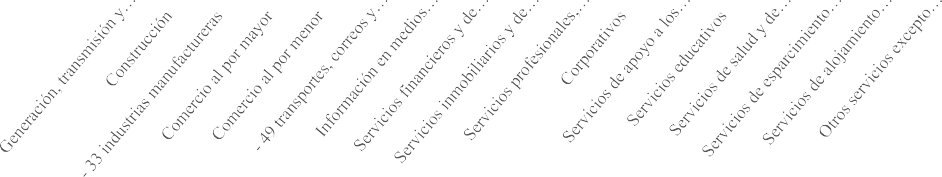 Generación, transmisión y…
Construcción
- 33 industrias manufactureras
Comercio al por mayor
Comercio al por menor
- 49 transportes, correos y…
Información en medios…
Servicios financieros y de…
Servicios inmobiliarios y de…
Servicios profesionales,…
Corporativos
Servicios de apoyo a los…
Servicios educativos
Servicios de salud y de…
Servicios de esparcimiento…
Servicios de alojamiento…
Otros servicios excepto…